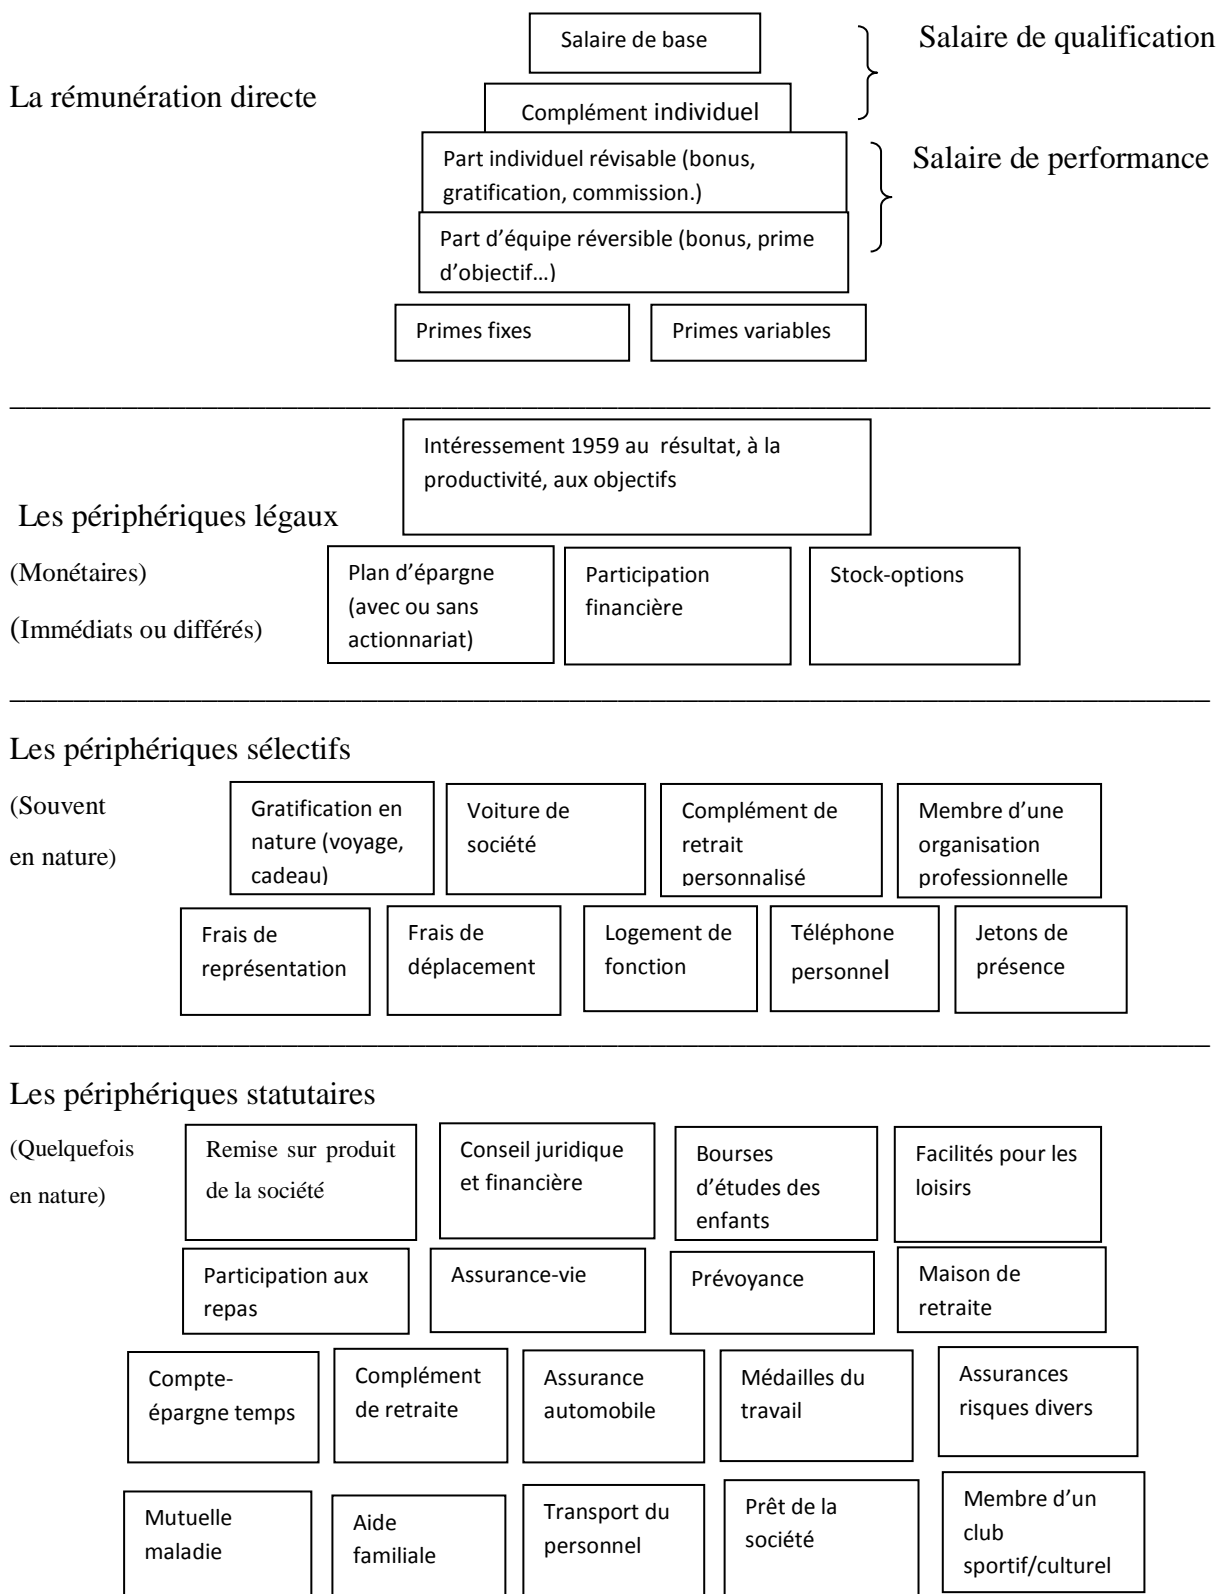 Salaire de base
Salaire de qualification
La rémunération directe
Complément individuel
Part individuel révisable (bonus,
gratification, commission.)
Salaire de performance
Part d'équipe réversible (bonus, prime
d'objectif…)
Primes fixes
Primes variables
Intéressement 1959 au résultat, à la
productivité, aux objectifs
Les périphériques légaux
(Monétaires)
(Immédiats ou différés)
Plan d'épargne
(avec ou sans
actionnariat)
Participation
financière
Stock-options
Les périphériques sélectifs
(Souvent
en nature)
Gratification en
nature (voyage,
cadeau)
Voiture de
société
Complément de
retrait
personnalisé
Membre d'une
organisation
professionnelle
Frais de
représentation
Frais de
déplacement
Logement de
fonction
Téléphone
personnel
Jetons de
présence
Les périphériques statutaires
(Quelquefois
en nature)
Remise sur produit
de la société
Conseil juridique
et financière
Bourses
d'études des
enfants
Facilités pour les
loisirs
Participation aux
repas
Assurance-vie
Prévoyance
Maison de
retraite
Compte-
épargne temps
Complément
de retraite
Assurance
automobile
Médailles du
travail
Assurances
risques divers
Mutuelle
maladie
Aide
familiale
Transport du
personnel
Prêt de la
société
Membre d'un
club
sportif/culturel